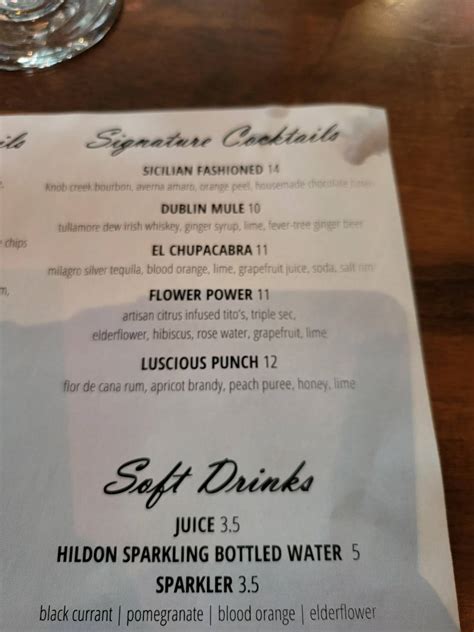 Signature Cocktails
SICILIAN FASHIONED 14
Knob creek bourbon, averna amaro, orange peel, housemade chocolate
DUBLIN MULE 10
tullamore dew irish whiskey, ginger syrup, lime, fever-tree ginger beer
chips
EL CHUPACABRA 11
milagro silver tequila, blood orange, lime, grapefruit juice, soda, salt rim
FLOWER POWER 11
artisan citrus infused tito's, triple sec,
elderflower, hibiscus, rose water, grapefruit, lime
LUSCIOUS PUNCH 12
flor de cana rum, apricot brandy, peach puree, honey, lime
Soft Drinks
JUICE 3.5
HILDON SPARKLING BOTTLED WATER 5
SPARKLER 3.5
black currant | pomegranate | blood orange | elderflower